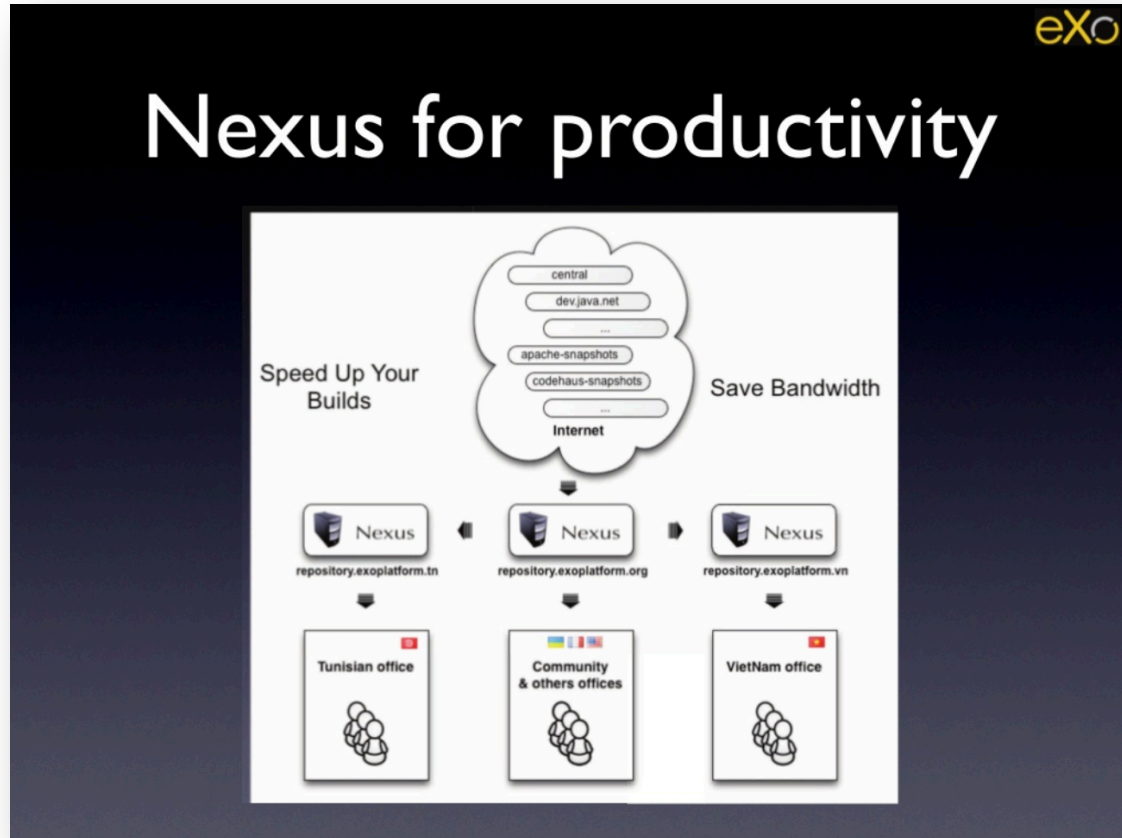 eXo
Nexus for productivity
central
dev.java.net
...
apache-snapshots
codehaus-snapshots
...
Internet
Speed Up Your
Builds
Save Bandwidth
Nexus
Nexus
Nexus
repository.exoplatform.tn
repository.exoplatform.org
repository.exoplatform.vn
Tunisian office
Community
& others offices
VietNam office